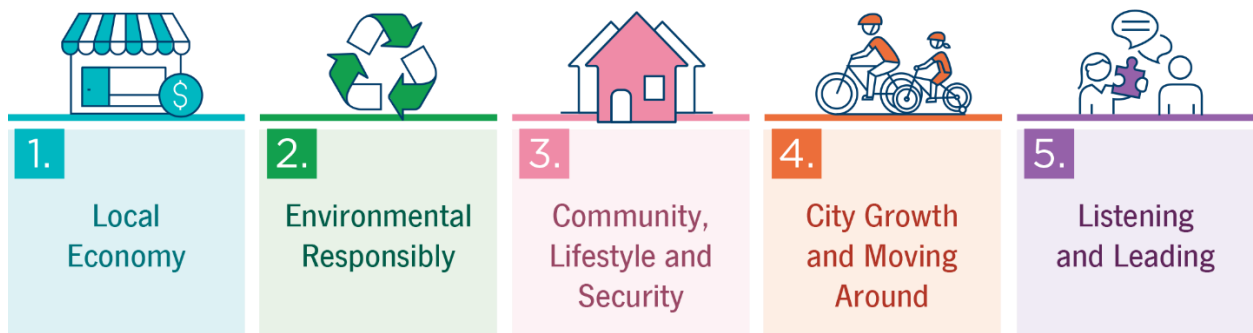 $
1.
Local
Economy
2.
Environmental
Responsibly
3.
Community,
Lifestyle and
Security
4.
City Growth
and Moving
Around
5.
Listening
and Leading